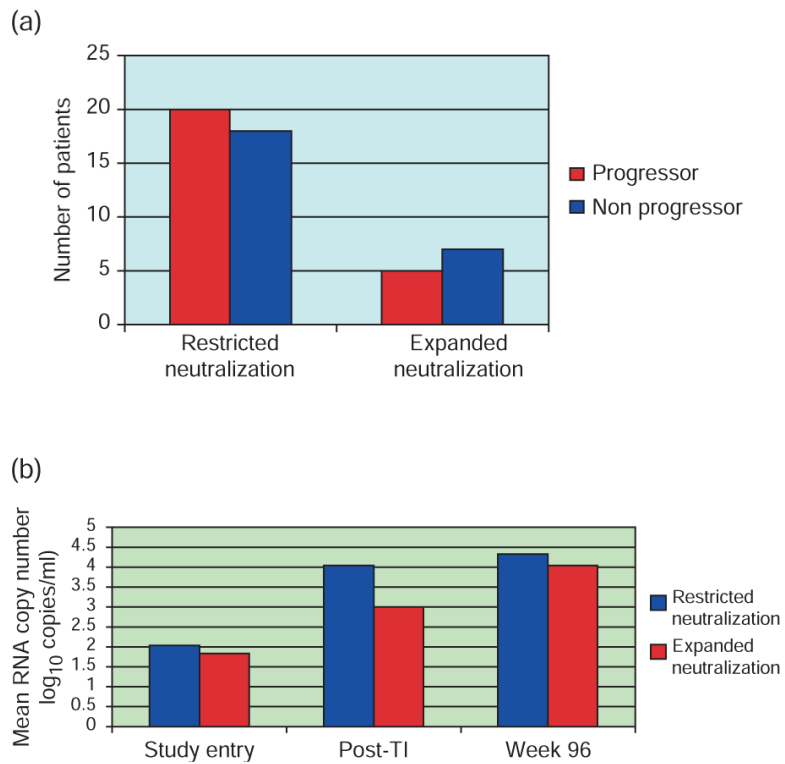 (a)
Number of patients
25
20
15
10
5
0
Restricted
neutralization
Expanded
neutralization
Progressor
Non progressor
(b)
Mean RNA copy number
log10 copies/ml)
5
4.5
4
3.5
3
2.5
2
1.5
1
0.5
0
Study entry
Post-TI
Week 96
Restricted
neutralization
Expanded
neutralization